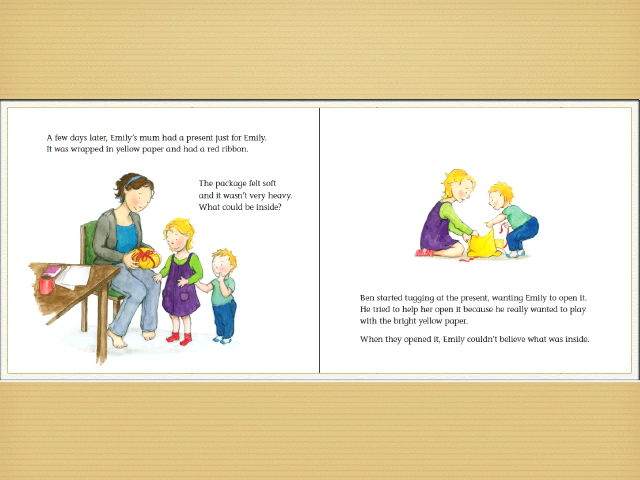 A few days later, Emily's mum had a present just for Emily.
It was wrapped in yellow paper and had a red ribbon.
The package felt soft
and it wasn't very heavy.
What could be inside?
Ben started tugging at the present, wanting Emily to open it.
He tried to help her open it because he really wanted to play
with the bright yellow paper.
When they opened it, Emily couldn't believe what was inside.